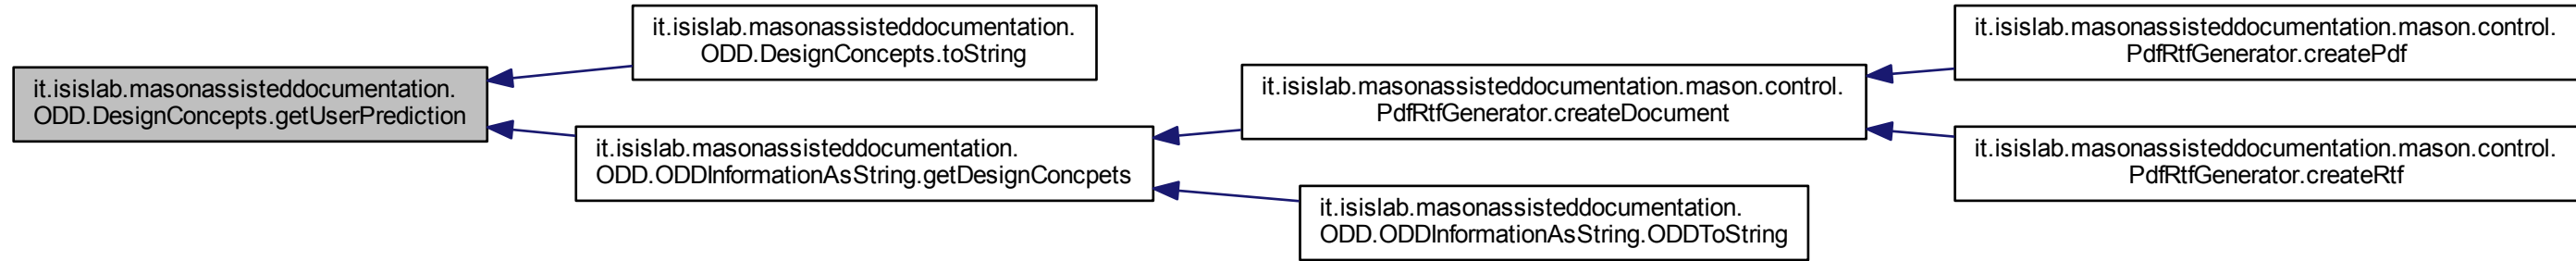 it.isislab.masonassisteddocumentation.
ODD.DesignConcepts.getUserPrediction
it.isislab.masonassisteddocumentation.
ODD.DesignConcepts.toString
it.isislab.masonassisteddocumentation.
ODD.ODDInformationAsString.getDesignConcpets
it.isislab.masonassisteddocumentation.mason.control.
PdfRtfGenerator.createDocument
it.isislab.masonassisteddocumentation.
ODD.ODDInformationAsString.ODDToString
it.isislab.masonassisteddocumentation.mason.control.
PdfRtfGenerator.createPdf
it.isislab.masonassisteddocumentation.mason.control.
PdfRtfGenerator.createRtf